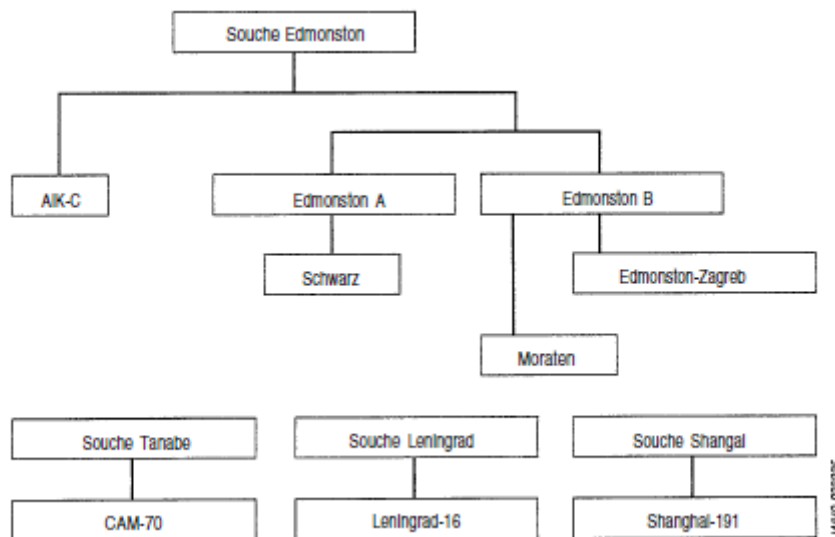 Souche Edmonston
AIK-C
Edmonston A
Edmonston B
Schwarz
Edmonston-Zagreb
Moraten
Souche Tanabe
Souche Leningrad
Souche Shangai
CAM-70
Leningrad-16
Shanghai-191